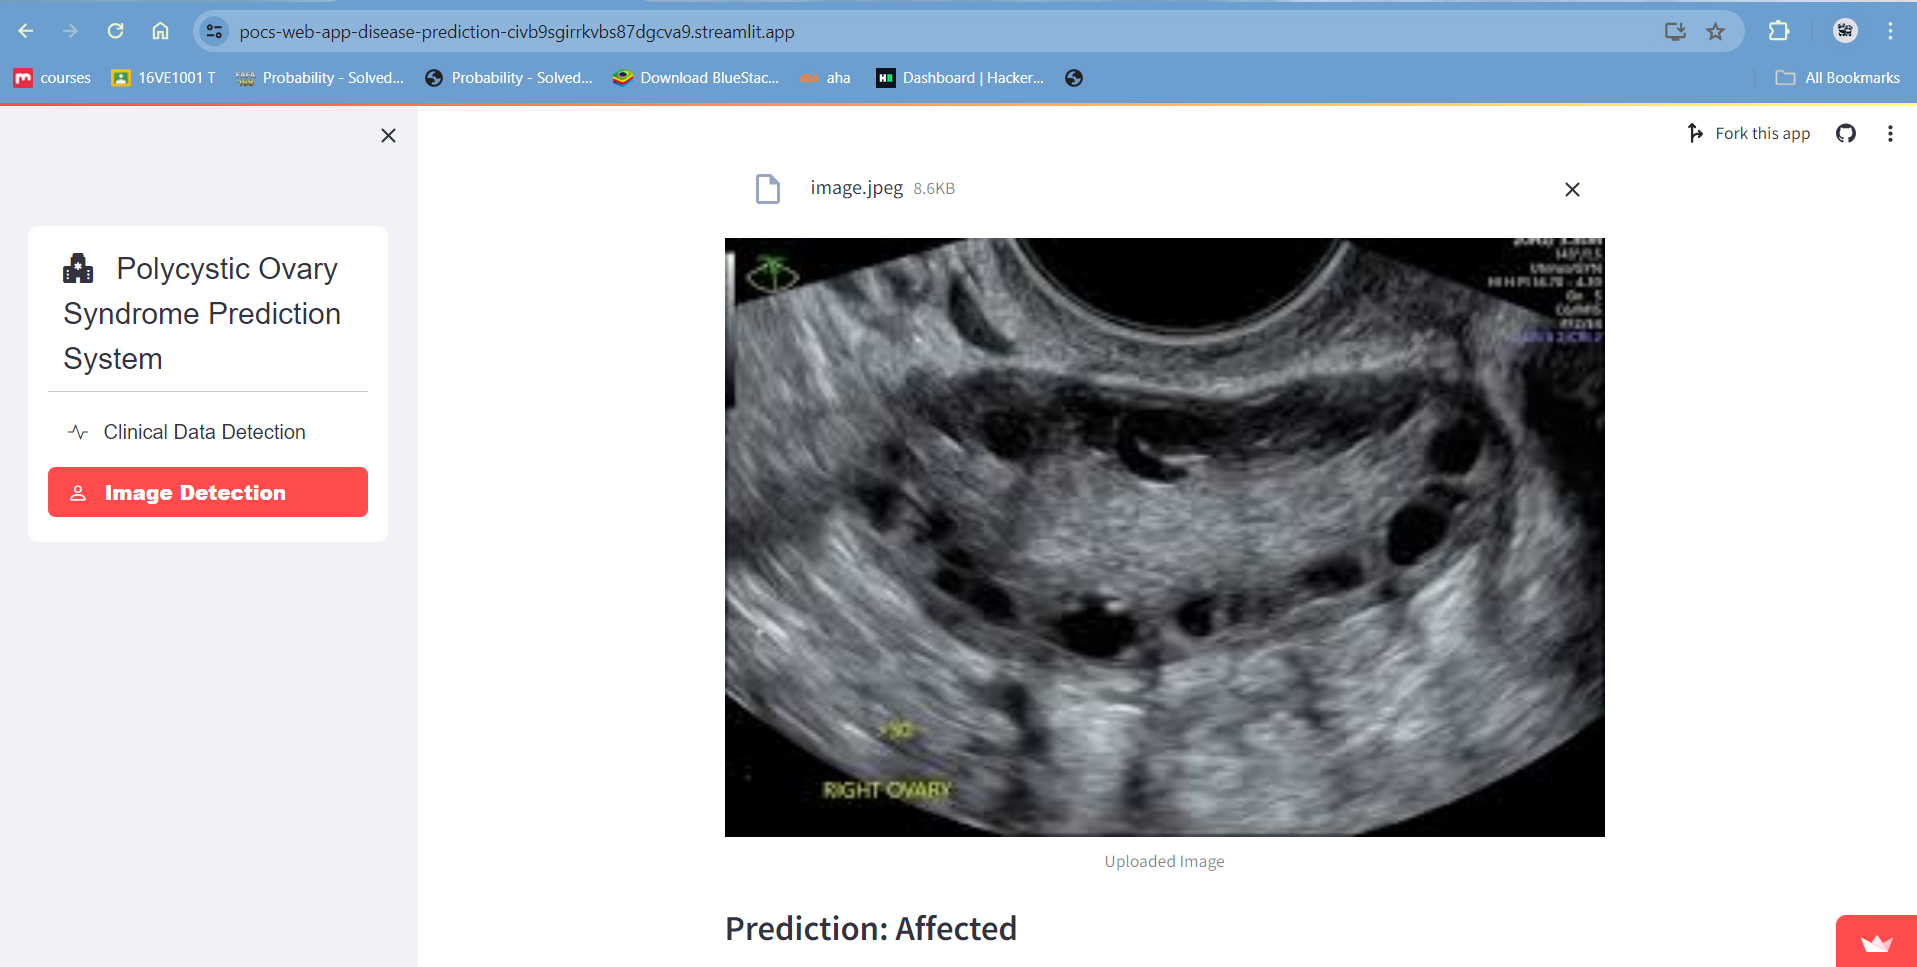 pocs-web-app-disease-prediction-civb9sgirrkvbs87dgcva9.streamlit.app
courses
16VE1001 T
Probability - Solved...
Probability - Solved...
Download BlueStac...
aha
Dashboard | Hacker...
All Bookmarks
Fork this app
image.jpeg 8.6KB
Polycystic Ovary
Syndrome Prediction
System
Clinical Data Detection
Image Detection
RIGHT OVARY
Uploaded Image
Prediction: Affected